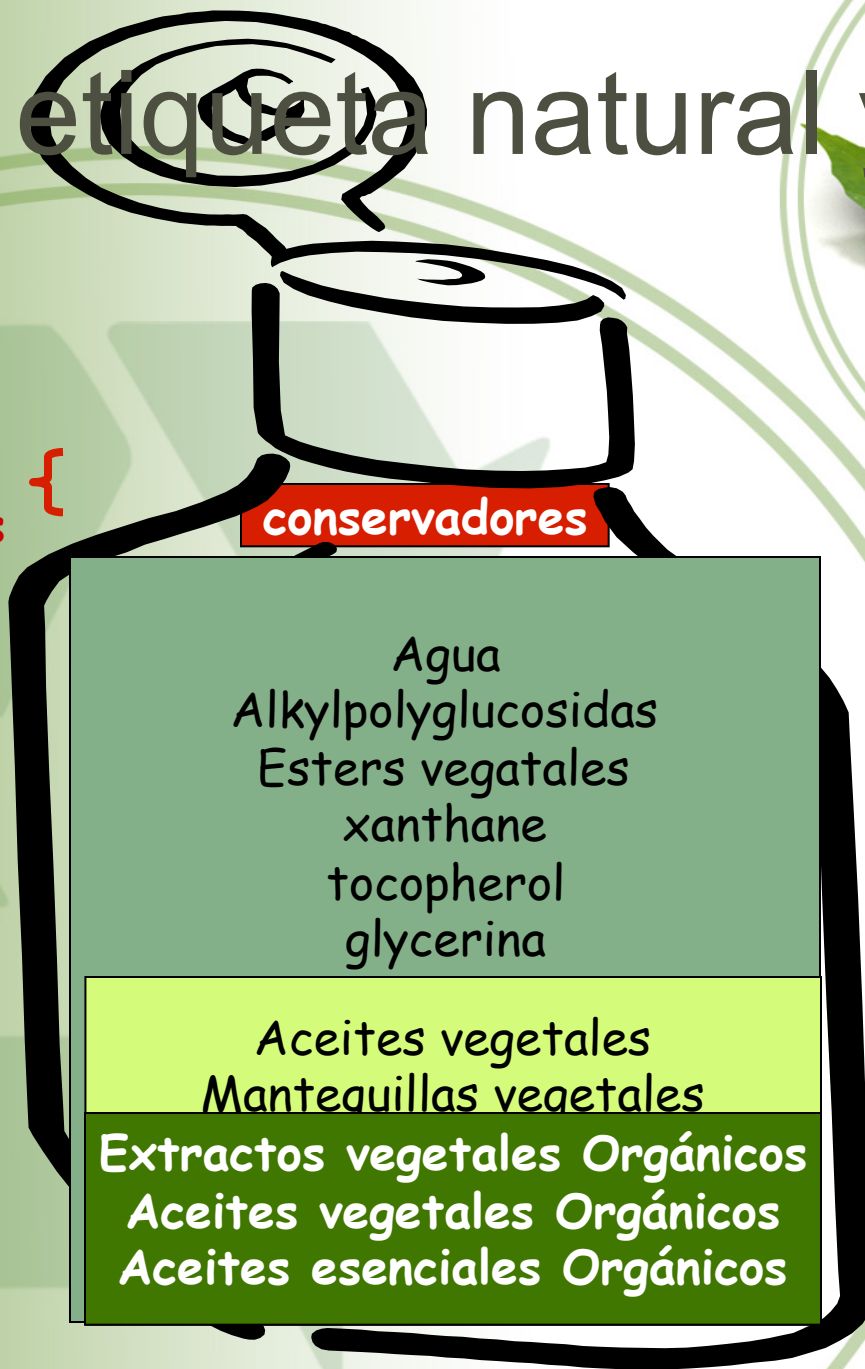 etiqueta natural y
{
s
conservadores
Agua
Alkylpolyglucosidas
Esters vegatales
xanthane
tocopherol
glycerina
Aceites vegetales
Mantequillas vegetales
Extractos vegetales Orgánicos
Aceites vegetales Orgánicos
Aceites esenciales Orgánicos